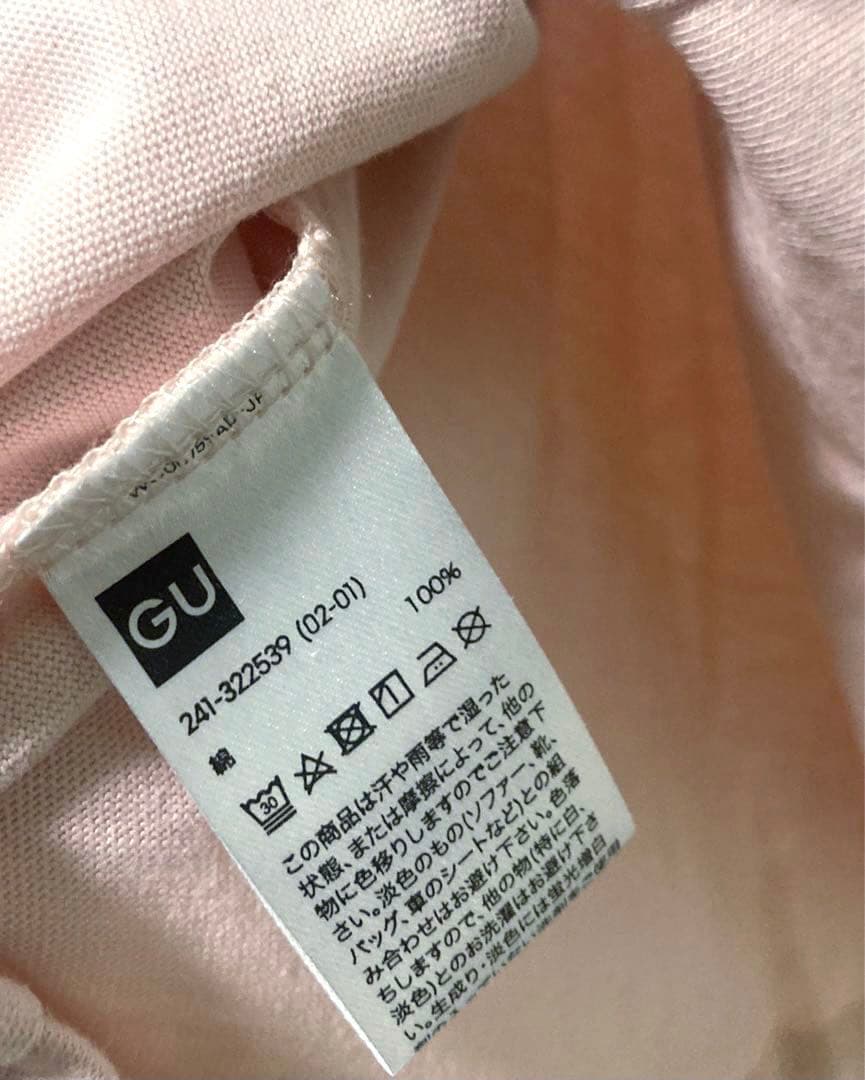 GU
241-322539 (02-01)
綿 100%
30
この商品は汗や雨等で湿った
状態、または摩擦によって、他の
物に色移りしますのでご注意下
さい。淡色のもの(ソファー、靴、
バッグ、車のシートなど)との組
み合わせはお避け下さい。色落
ちしますので、他の物(特に白、
淡色)とのお洗濯はお避け下さ
い。生成り・淡色には蛍光増白